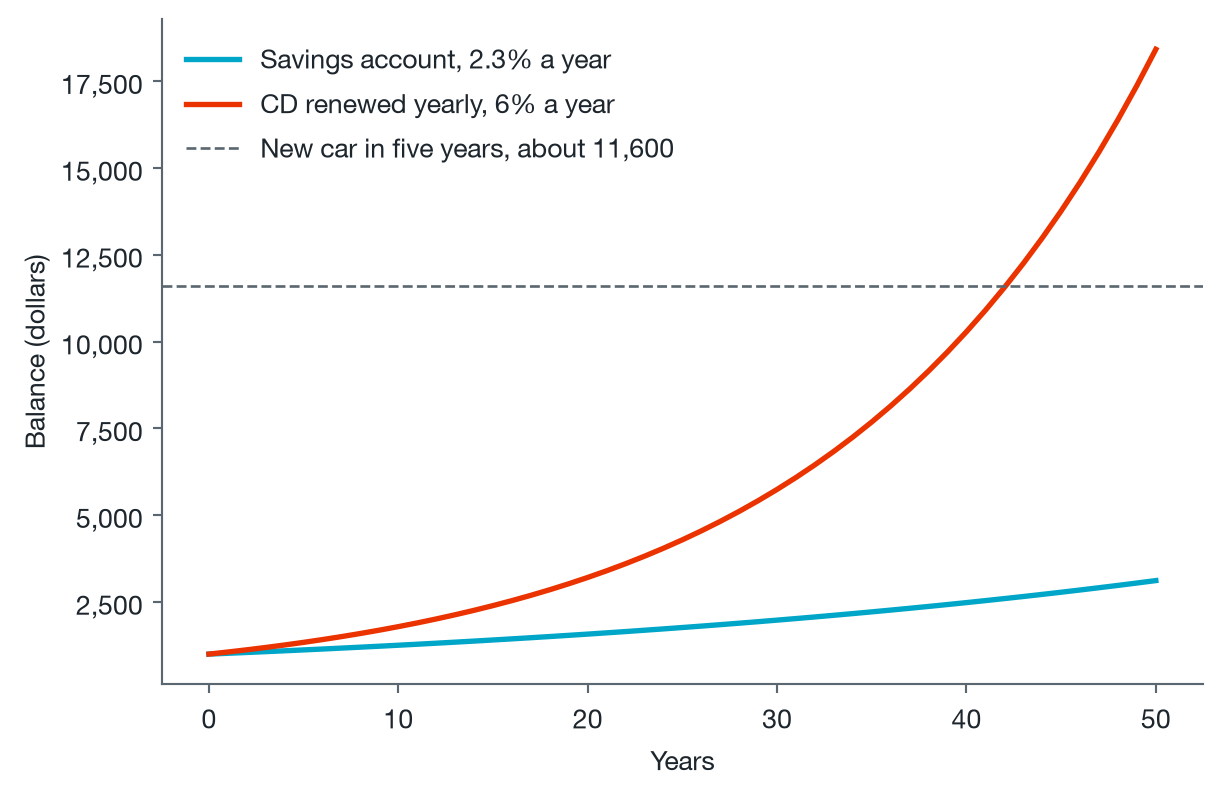 Savings account, 2.3% a year
CD renewed yearly, 6% a year
New car in five years, about 11,600
17,500
15,000
12,500
10,000
7,500
5,000
2,500
Balance (dollars)
0
10
20
30
40
50
Years